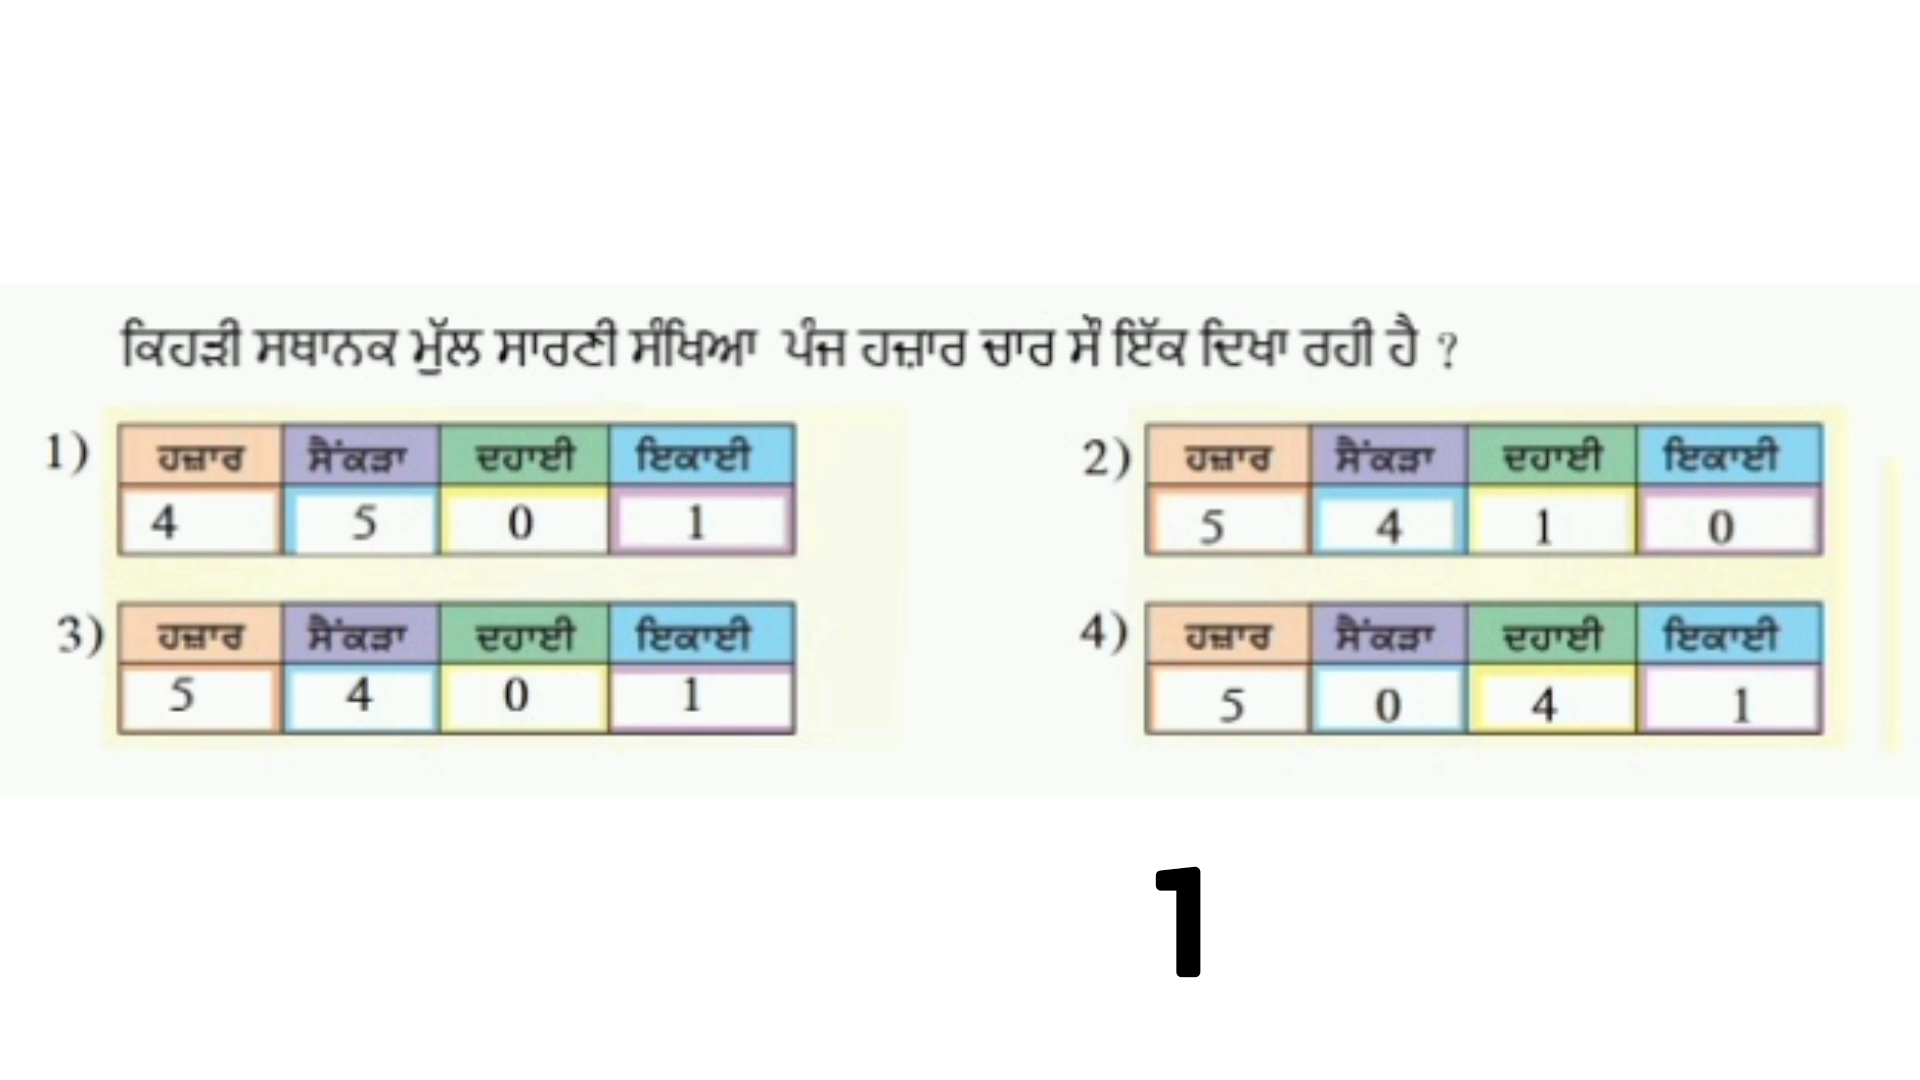 ਕਿਹੜੀ ਸਥਾਨਕ ਮੁੱਲ ਸਾਰਣੀ ਸੰਖਿਆ ਪੰਜ ਹਜ਼ਾਰ ਚਾਰ ਸੌ ਇੱਕ ਦਿਖਾ ਰਹੀ ਹੈ ?
1) ਹਜ਼ਾਰ ਸੈਂਕੜਾ ਦਹਾਈ ਇਕਾਈ
4 5 0 1
2) ਹਜ਼ਾਰ ਸੈਂਕੜਾ ਦਹਾਈ ਇਕਾਈ
5 4 1 0
3) ਹਜ਼ਾਰ ਸੈਂਕੜਾ ਦਹਾਈ ਇਕਾਈ
5 4 0 1
4) ਹਜ਼ਾਰ ਸੈਂਕੜਾ ਦਹਾਈ ਇਕਾਈ
5 0 4 1
1